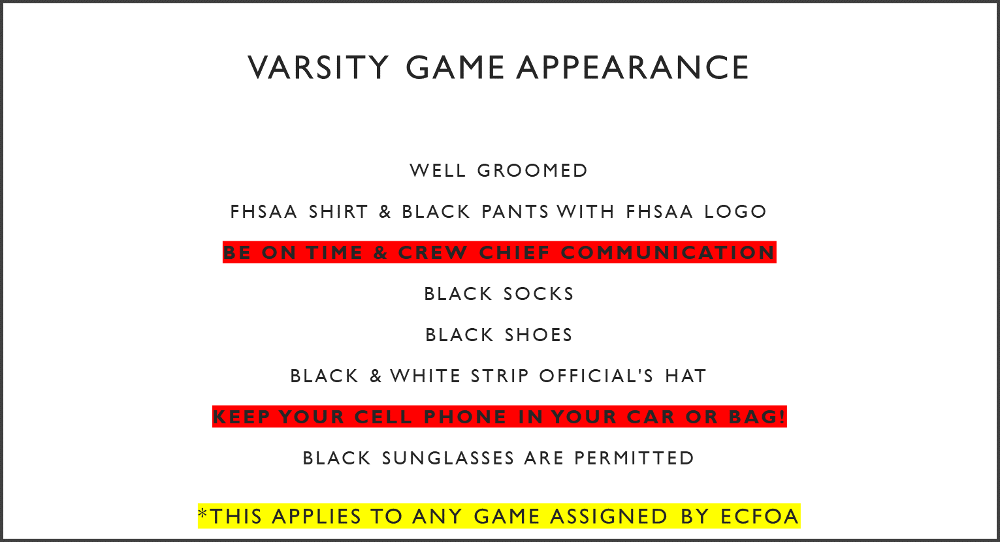 VARSITY GAME APPEARANCE
WELL GROOMED
FHSAA SHIRT & BLACK PANTS WITH FHSAA LOGO
BE ON TIME & CREW CHIEF COMMUNICATION
BLACK SOCKS
BLACK SHOES
BLACK & WHITE STRIP OFFICIAL'S HAT
KEEP YOUR CELL PHONE IN YOUR CAR OR BAG!
BLACK SUNGLASSES ARE PERMITTED
*THIS APPLIES TO ANY GAME ASSIGNED BY ECFOA